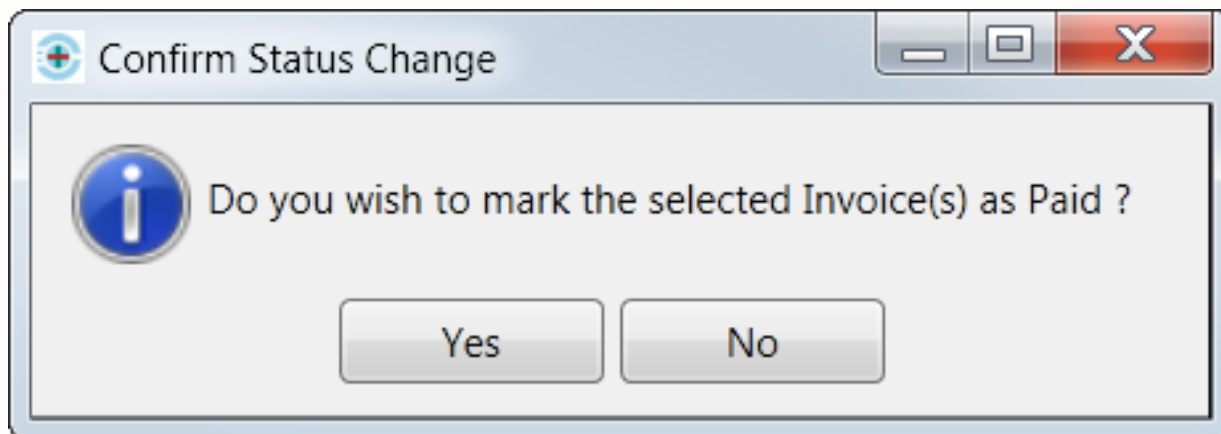 Confirm Status Change
Do you wish to mark the selected Invoice(s) as Paid ?
Yes
No